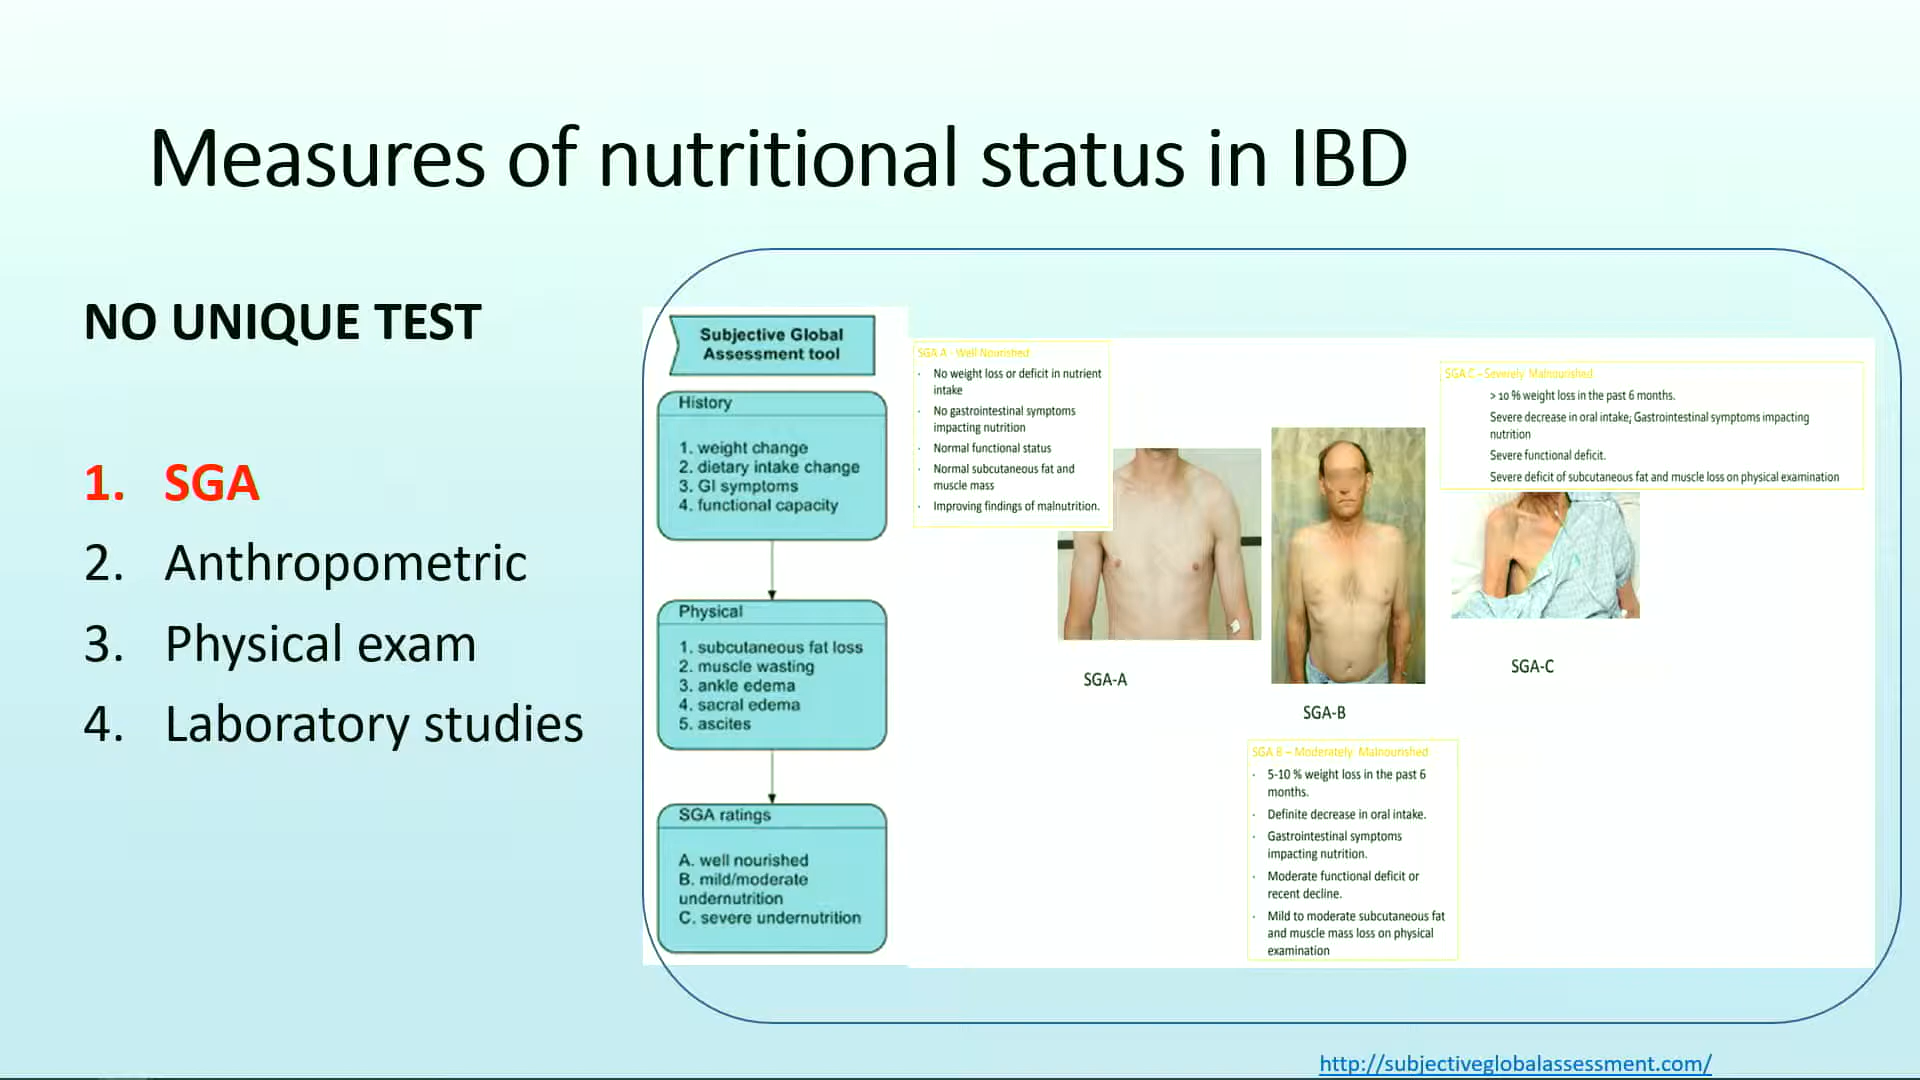 Measures of nutritional status in IBD
NO UNIQUE TEST
1. SGA
2. Anthropometric
3. Physical exam
4. Laboratory studies
Subjective Global
Assessment tool
History
1. weight change
2. dietary intake change
3. GI symptoms
4. functional capacity
Physical
1. subcutaneous fat loss
2. muscle wasting
3. ankle edema
4. sacral edema
5. ascites
SGA ratings
A. well nourished
B. mild/moderate
undernutrition
C. severe undernutrition
SGA A - Well Nourished
· No weight loss or deficit in nutrient
intake
· No gastrointestinal symptoms
impacting nutrition
· Normal functional status
· Normal subcutaneous fat and
muscle mass
· Improving findings of malnutrition.
SGA-A
SGA-B
SGA B – Moderately Malnourished
· 5-10 % weight loss in the past 6
months.
· Definite decrease in oral intake.
· Gastrointestinal symptoms
impacting nutrition.
· Moderate functional deficit or
recent decline.
· Mild to moderate subcutaneous fat
and muscle mass loss on physical
examination
SGA C – Severely Malnourished
> 10 % weight loss in the past 6 months.
Severe decrease in oral intake; Gastrointestinal symptoms impacting
nutrition
Severe functional deficit.
Severe deficit of subcutaneous fat and muscle loss on physical examination
SGA-C
http://subjectiveglobalassessment.com/